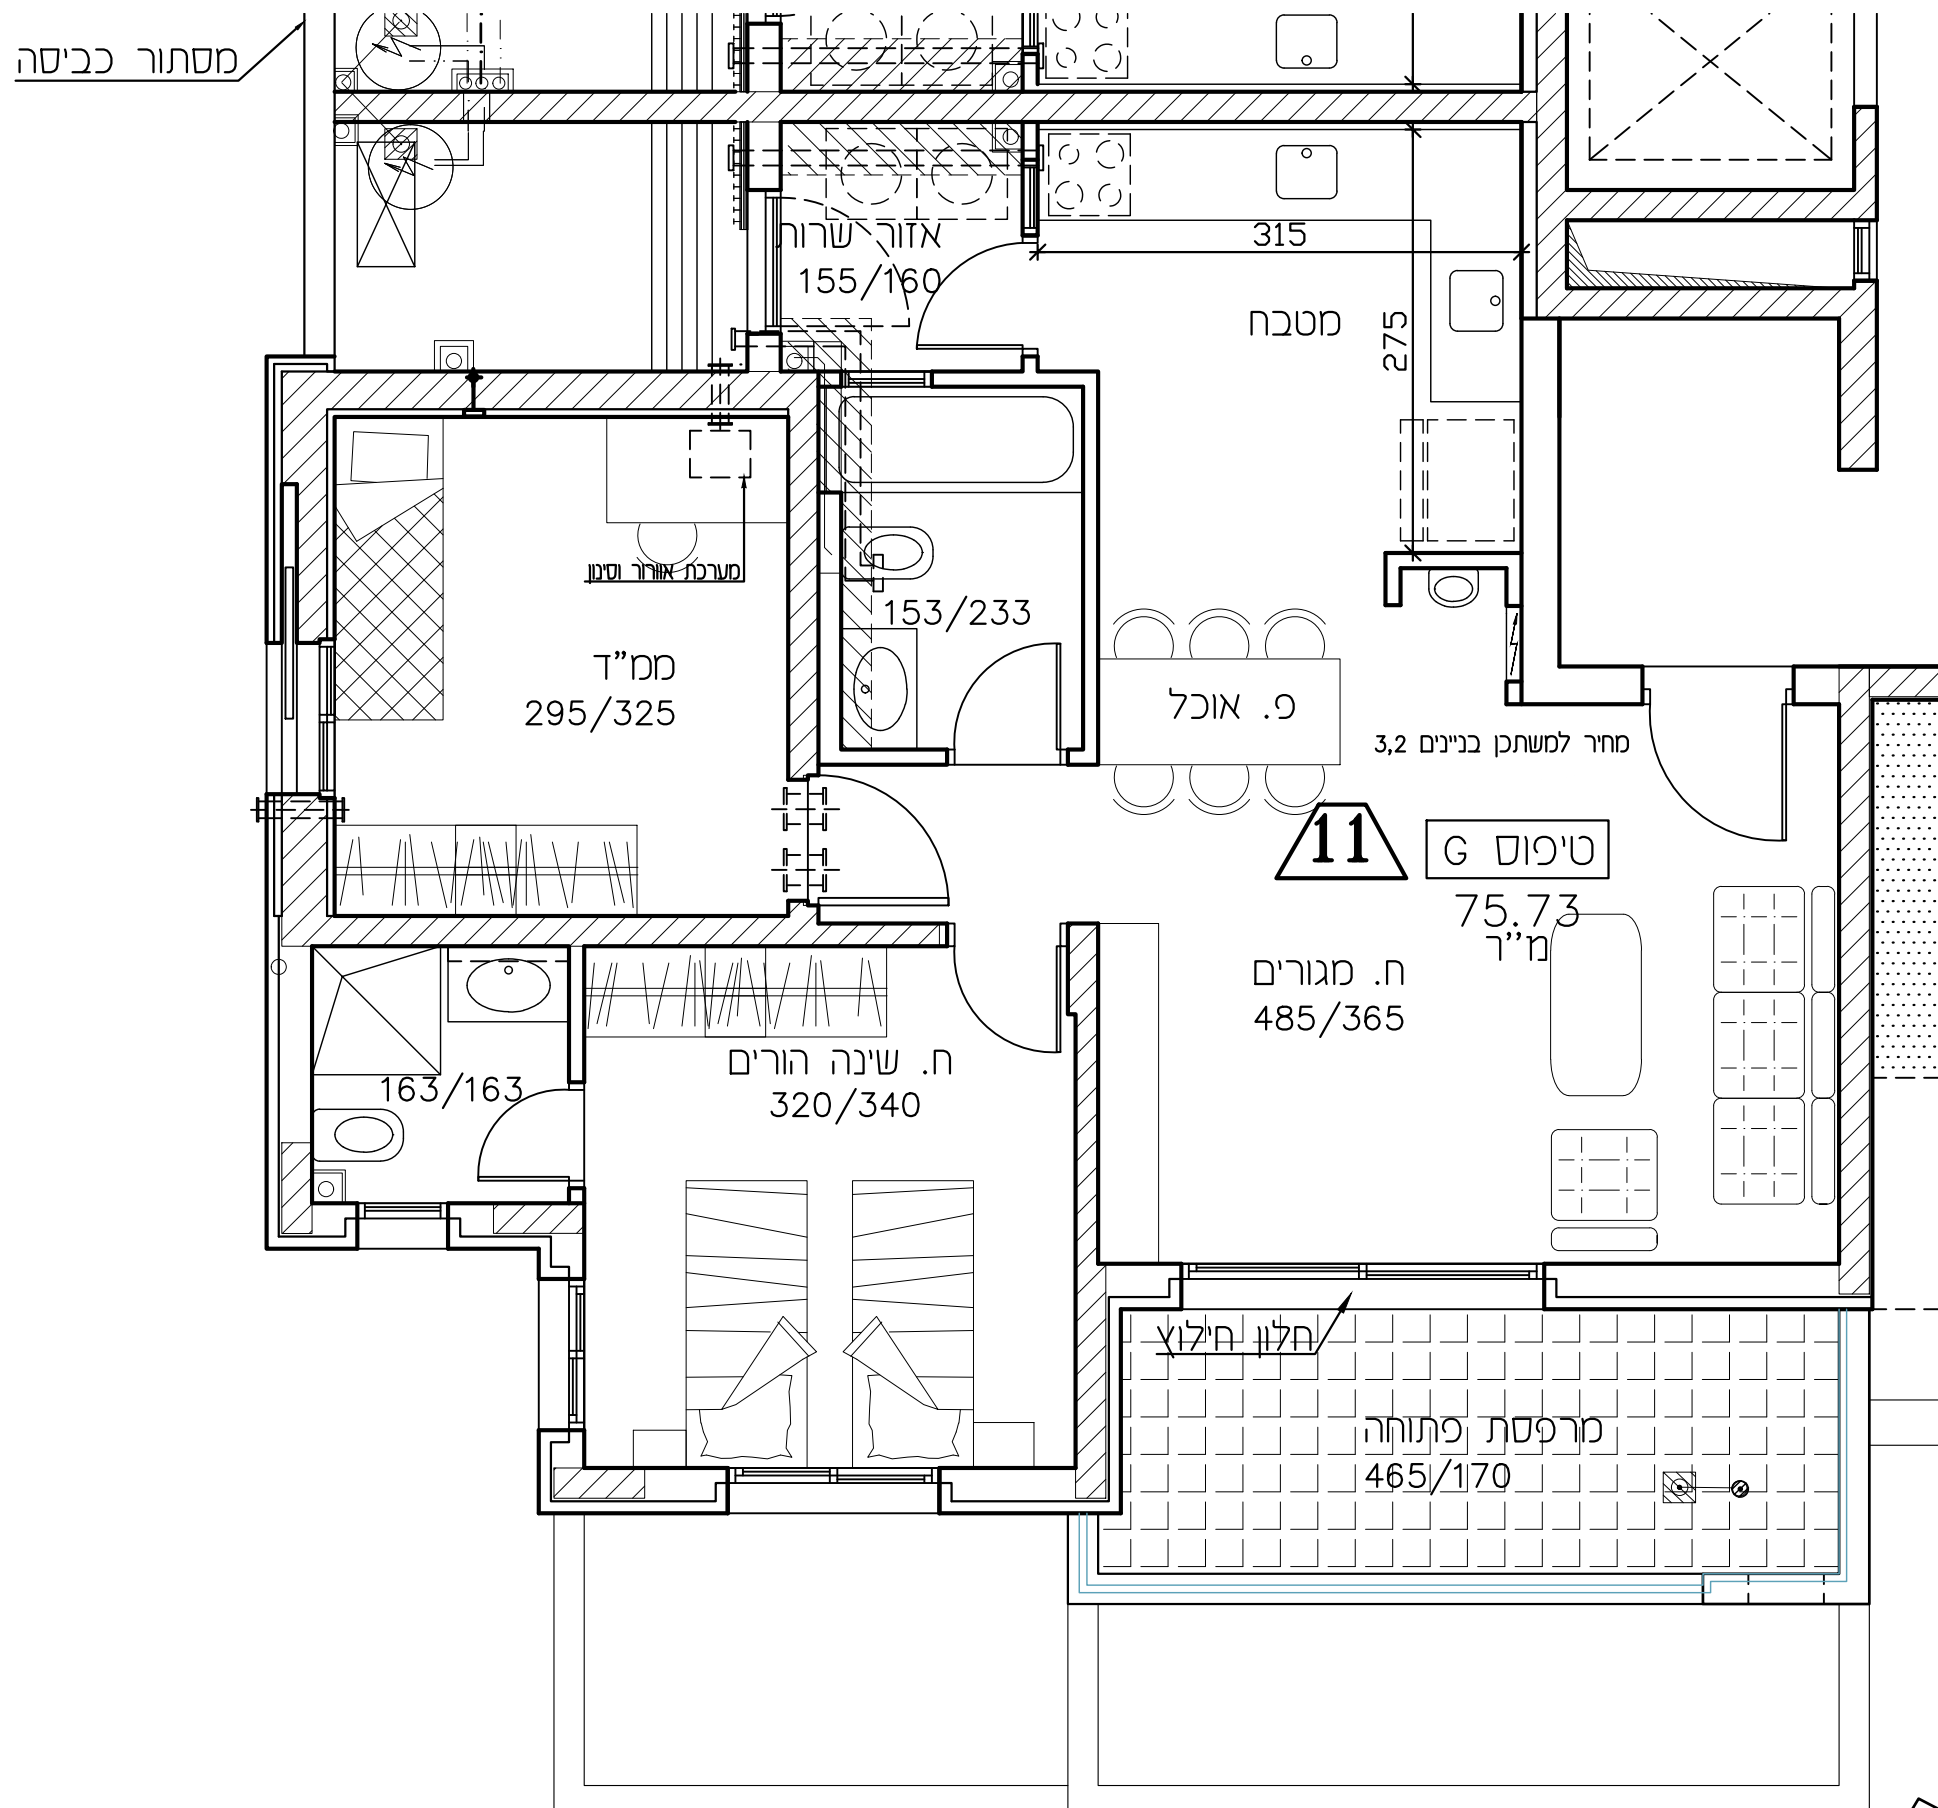 מסתור כביסה
אזור שרות
155/160
315
מטבח
275
מערכת אוורור וסינון
153/233
ממ"ד
295/325
פ. אוכל
מחיר למשתכן בניינים 3,2
11
טיפוס G
75.73
מ"ר
ח. מגורים
485/365
ח. שינה הורים
320/340
163/163
חלון חילוץ
מרפסת פתוחה
465/170